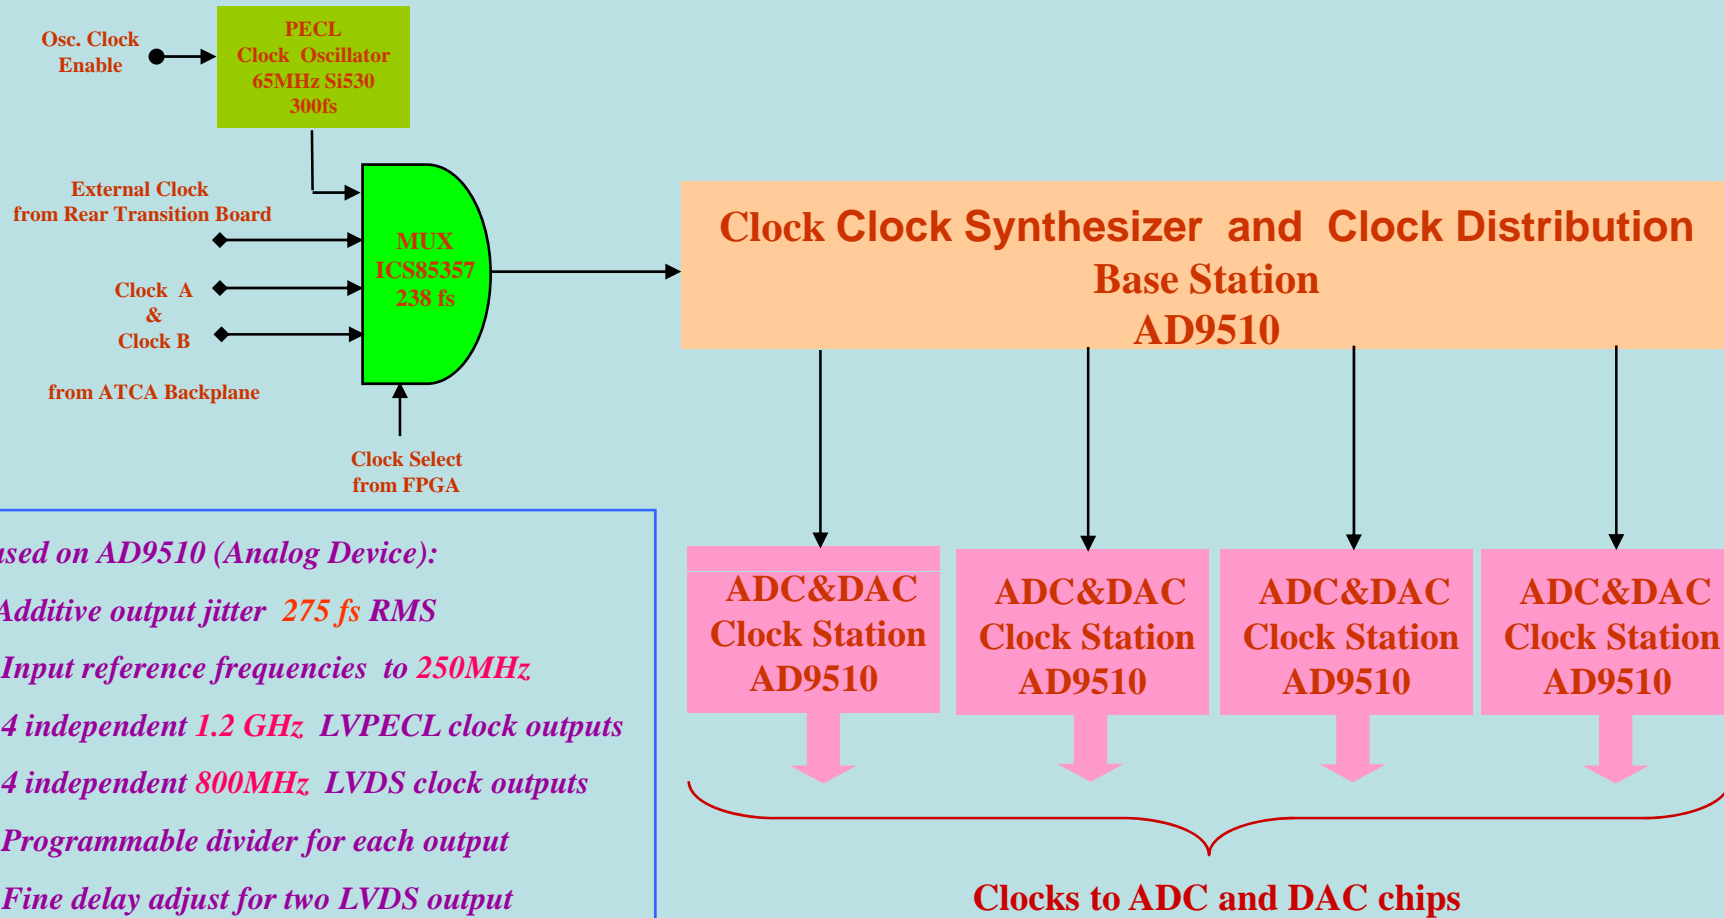 Osc. Clock
Enable
PECL
Clock Oscillator
65MHz Si530
300fs
External Clock
from Rear Transition Board
Clock A
&
Clock B
from ATCA Backplane
MUX
ICS85357
238 fs
Clock Select
from FPGA
Clock Clock Synthesizer and Clock Distribution
Base Station
AD9510
ADC&DAC
Clock Station
AD9510
ADC&DAC
Clock Station
AD9510
ADC&DAC
Clock Station
AD9510
ADC&DAC
Clock Station
AD9510
Clocks to ADC and DAC chips
on AD9510 (Analog Device):
Additive output jitter 275 fs RMS
Input reference frequencies to 250MHz
4 independent 1.2 GHz LVPECL clock outputs
4 independent 800MHz LVDS clock outputs
Programmable divider for each output
Fine delay adjust for two LVDS output